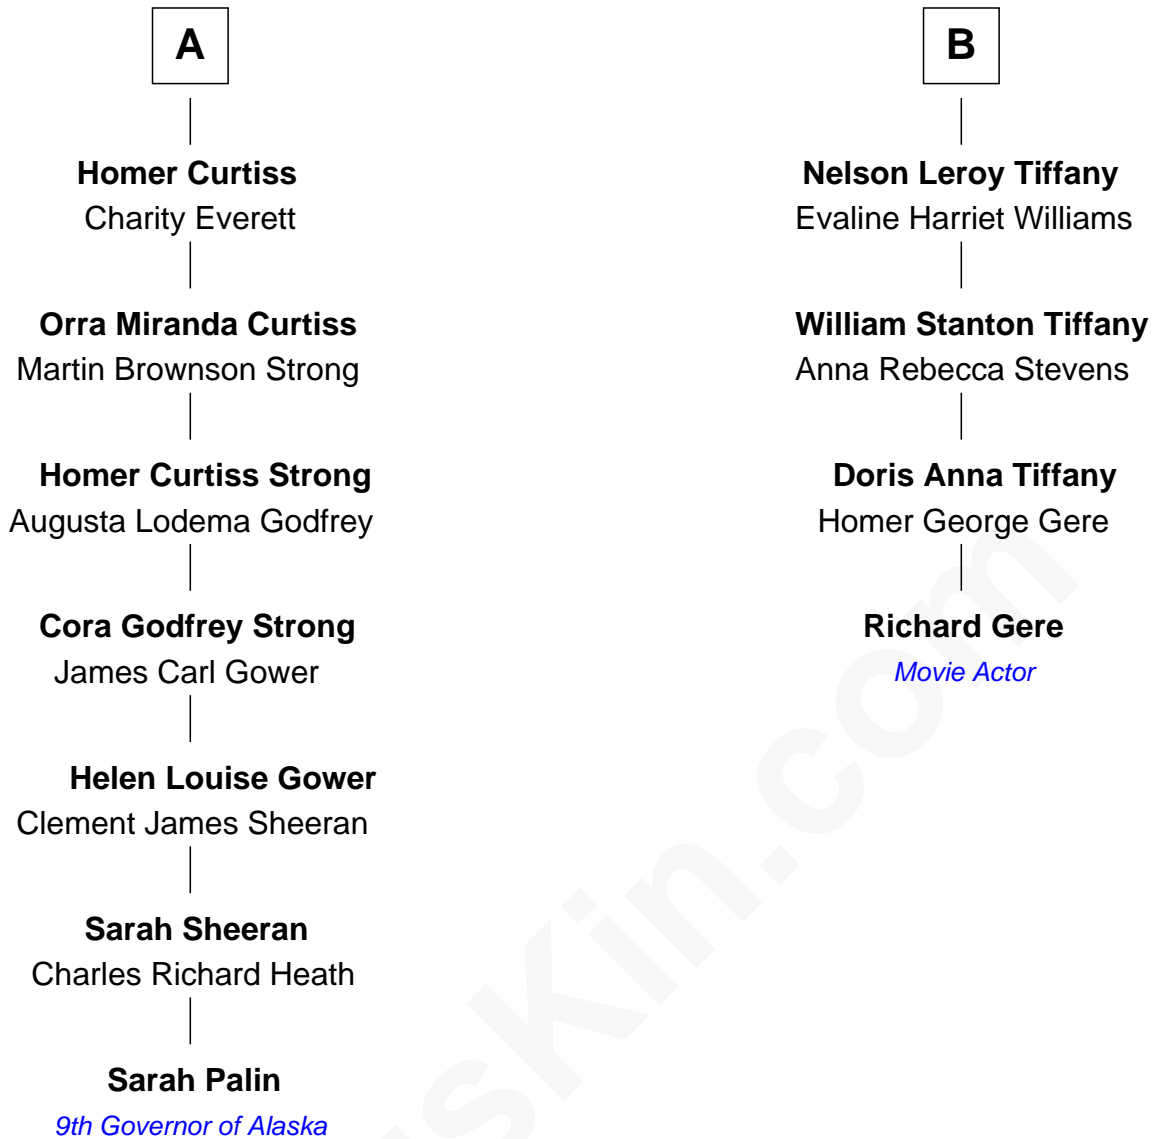 A
Homer Curtiss
Charity Everett
Orra Miranda Curtiss
Martin Brownson Strong
Homer Curtiss Strong
Augusta Lodema Godfrey
Cora Godfrey Strong
James Carl Gower
Helen Louise Gower
Clement James Sheeran
Sarah Sheeran
Charles Richard Heath
Sarah Palin
9th Governor of Alaska
B
Nelson Leroy Tiffany
Evaline Harriet Williams
William Stanton Tiffany
Anna Rebecca Stevens
Doris Anna Tiffany
Homer George Gere
Richard Gere
Movie Actor